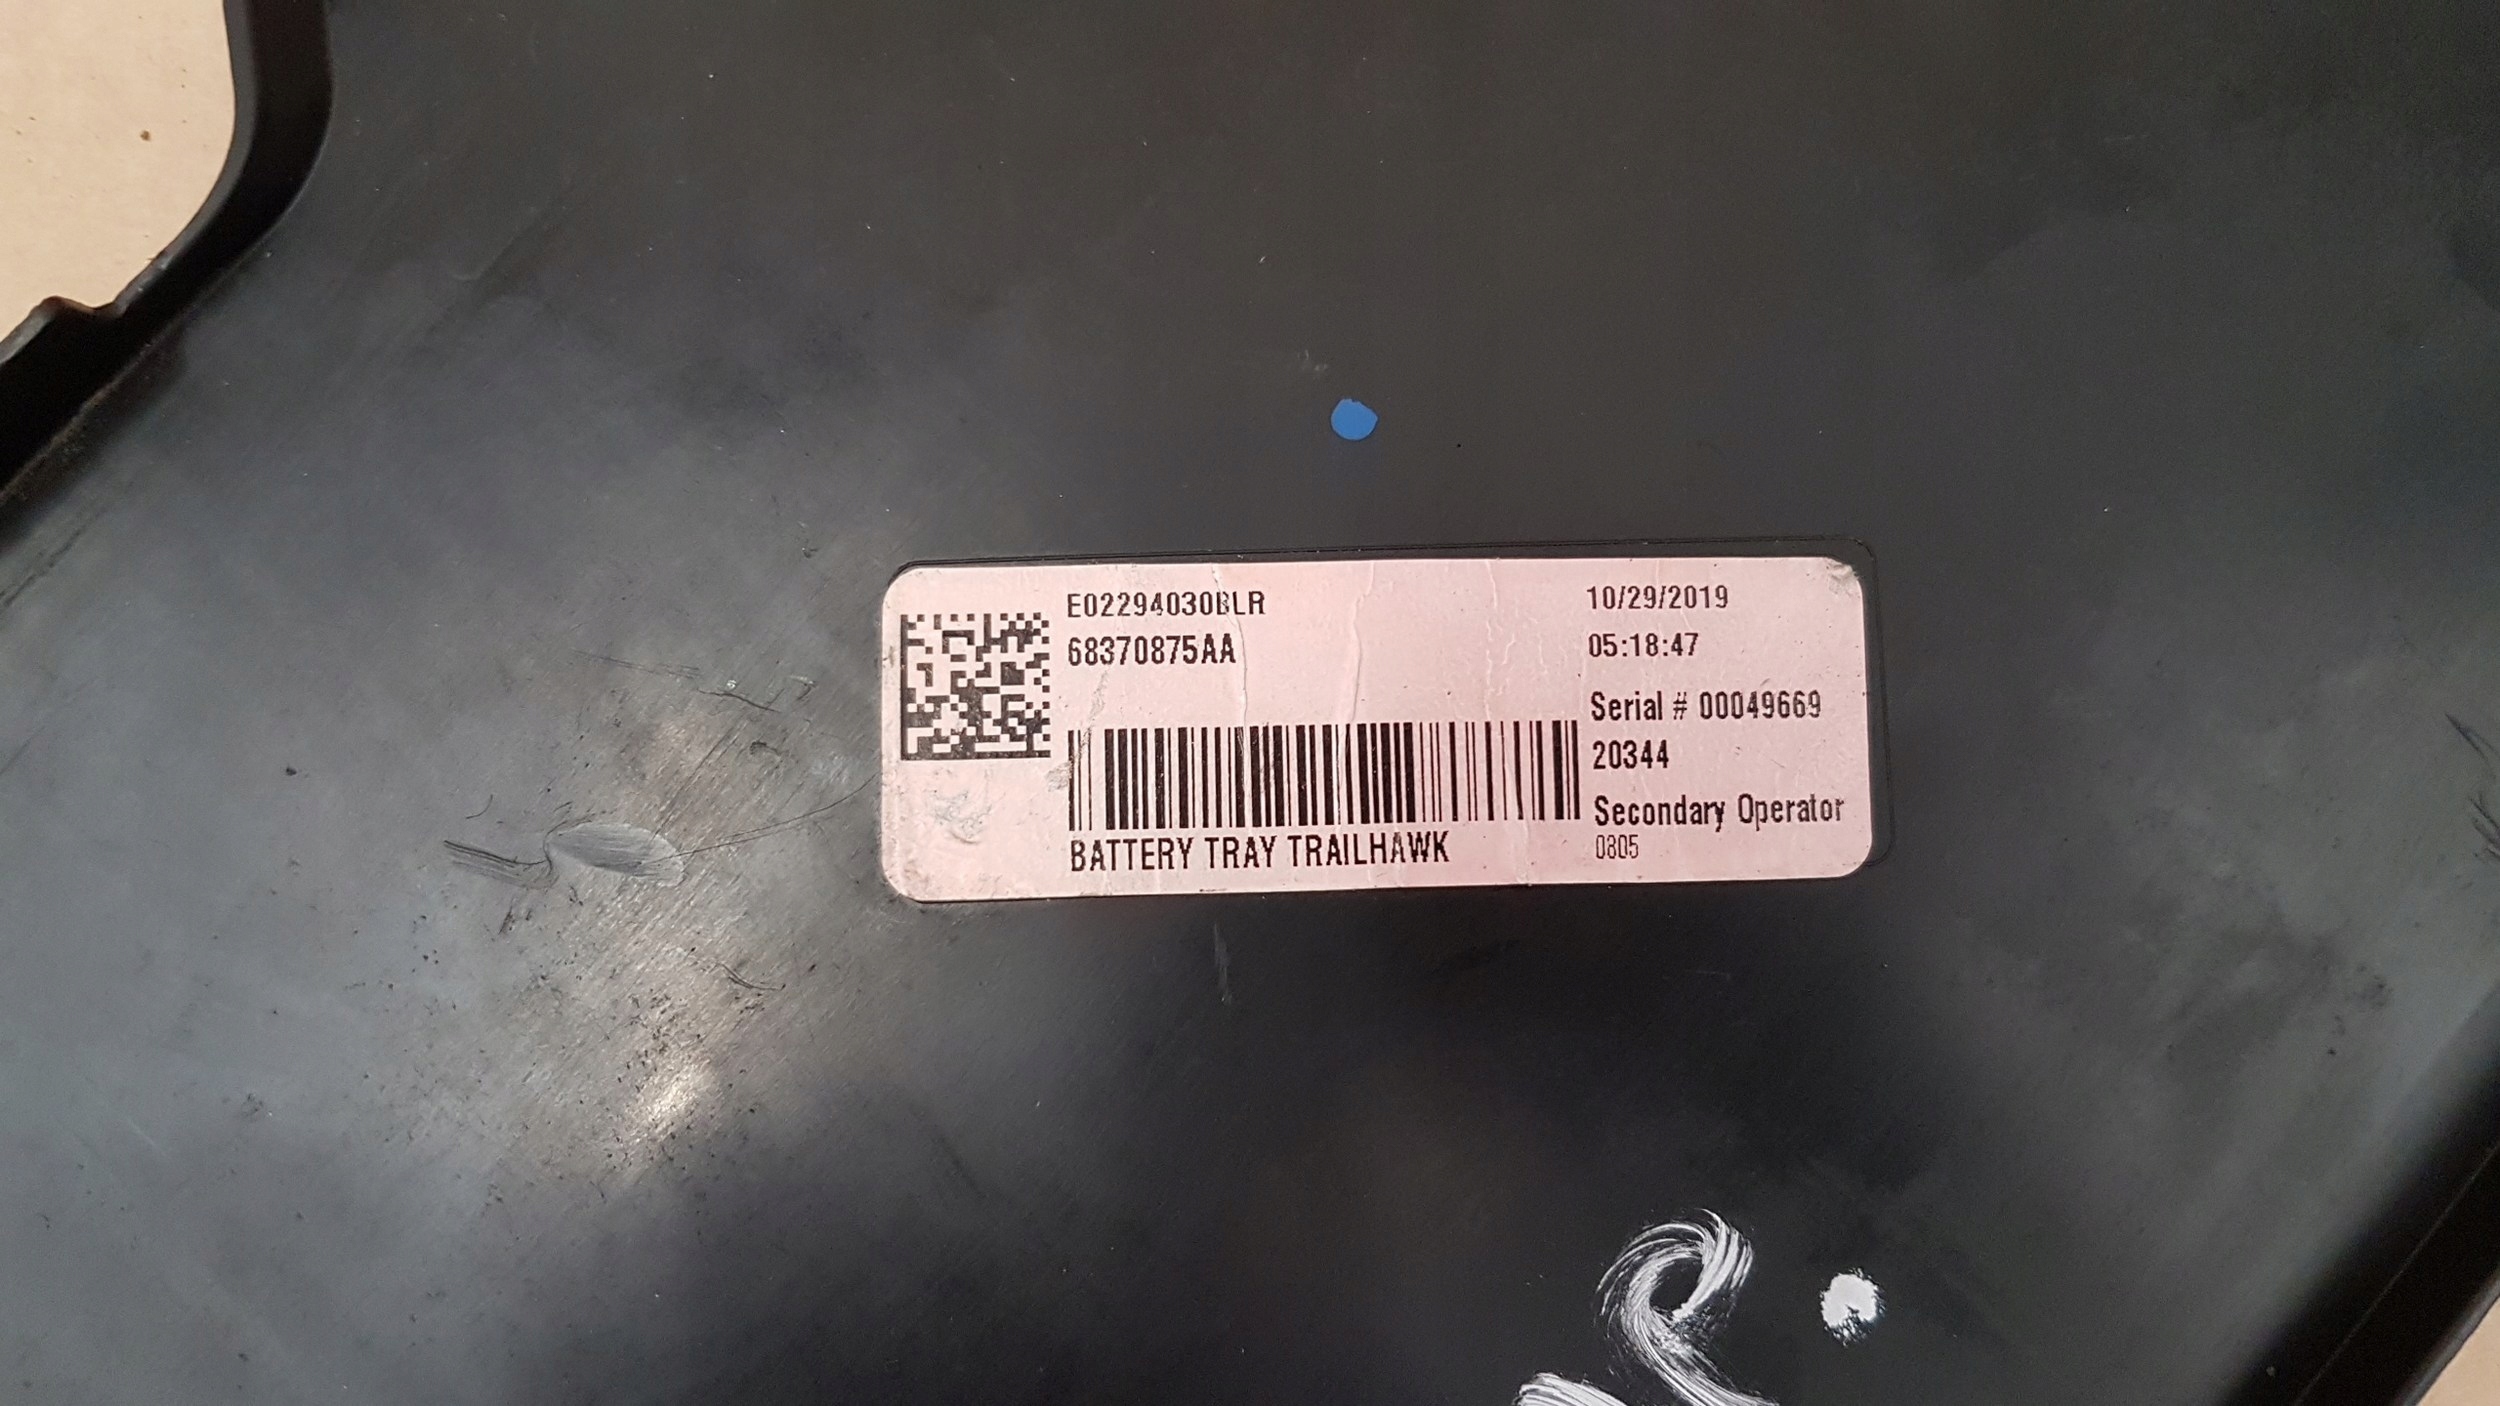 E02294030BLR
68370875AA
BATTERY TRAY TRAILHAWK
10/29/2019
05:18:47
Serial # 00049669
20344
Secondary Operator
0805